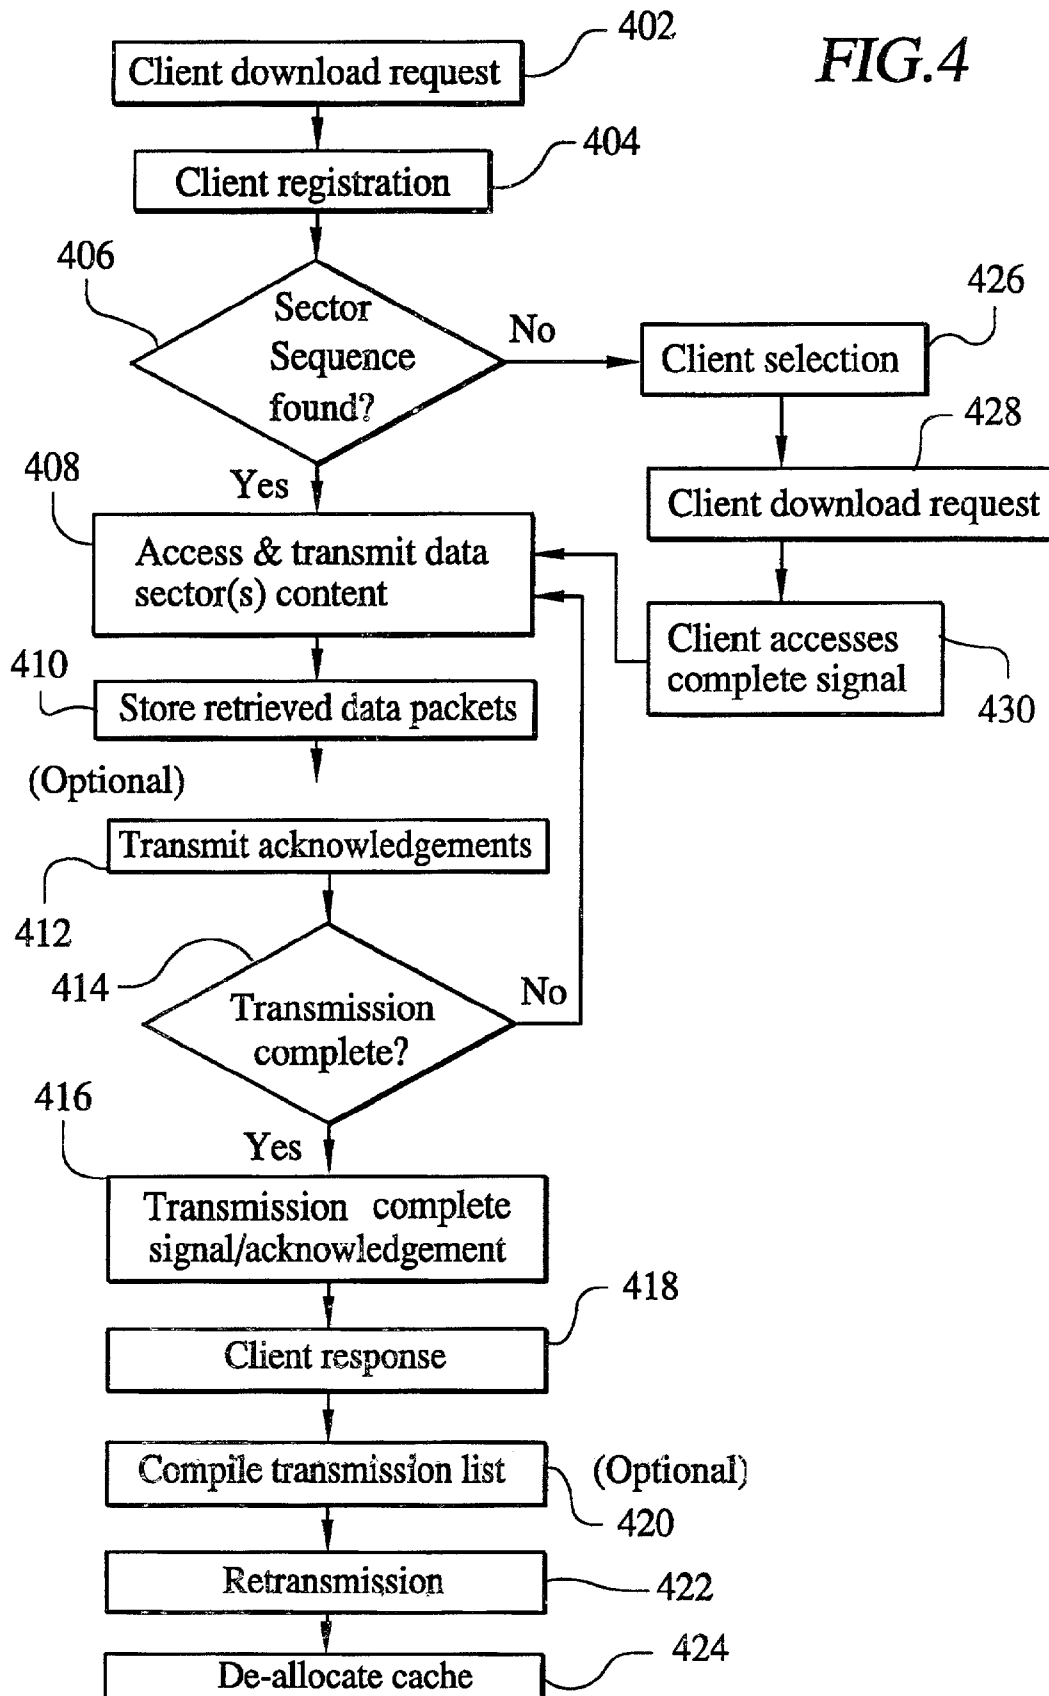 402
FIG.4
Client download request
404
Client registration
406
Sector
Sequence
found?
No
426
Client selection
428
Yes
408
Client download request
Access & transmit data
sector(s) content
Client accesses
complete signal
430
410
Store retrieved data packets
(Optional)
Transmit acknowledgements
412
414
No
Transmission
complete?
416
Yes
Transmission complete
signal/acknowledgement
418
Client response
Compile transmission list
(Optional)
420
Retransmission
422
424
De-allocate cache